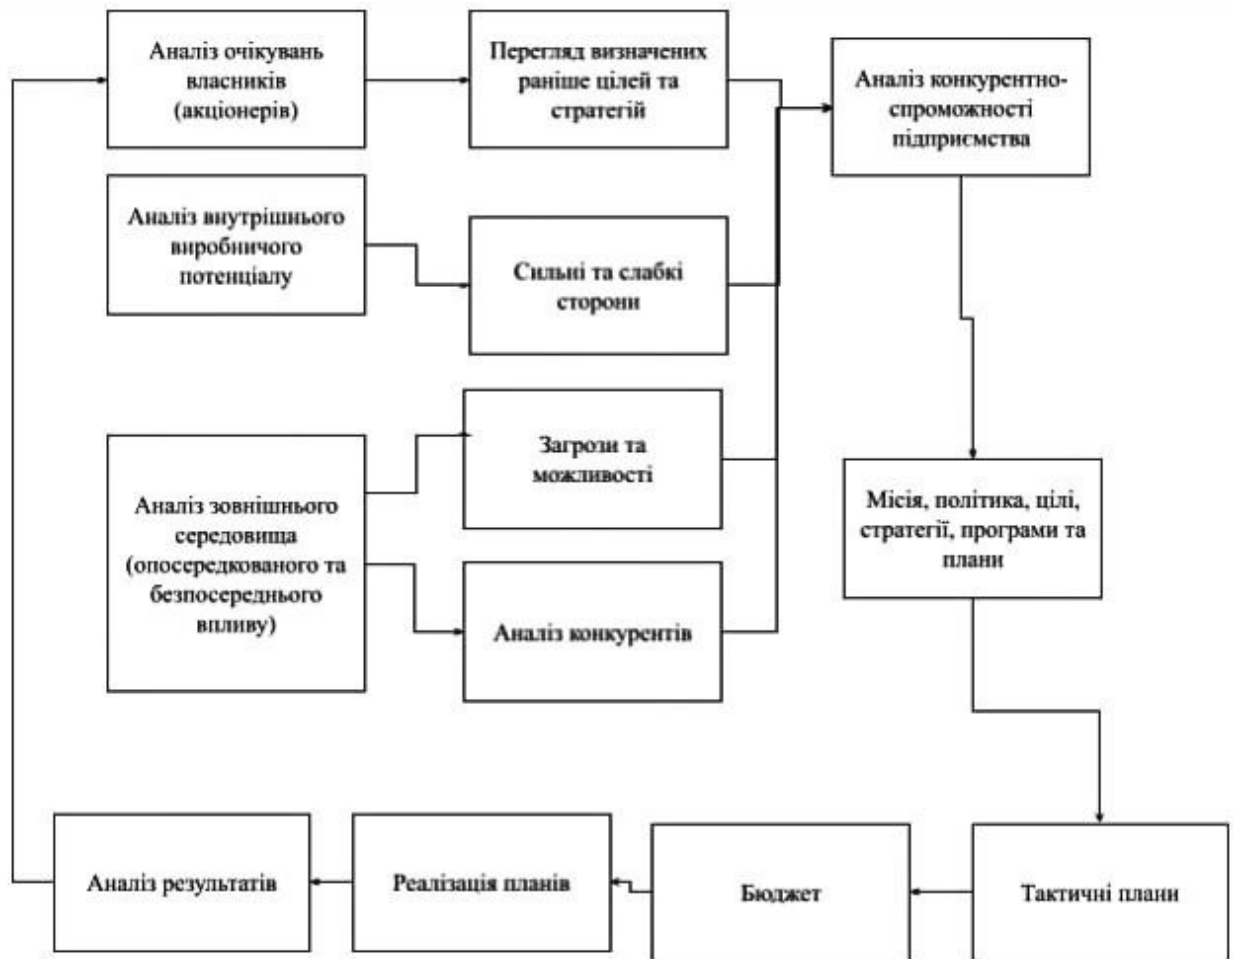 Аналіз очікувань
власників
(акціонерів)
Перегляд визначених
раніше цілей та
стратегій
Аналіз конкурентно-
спроможності
підприємства
Аналіз внутрішнього
виробничого
потенціалу
Сильні та слабкі
сторони
Загрози та
можливості
Аналіз зовнішнього
середовища
(опосередкованого та
безпосереднього
впливу)
Аналіз конкурентів
Місія, політика, цілі,
стратегії, програми та
плани
Аналіз результатів
Реалізація планів
Бюджет
Тактичні плани